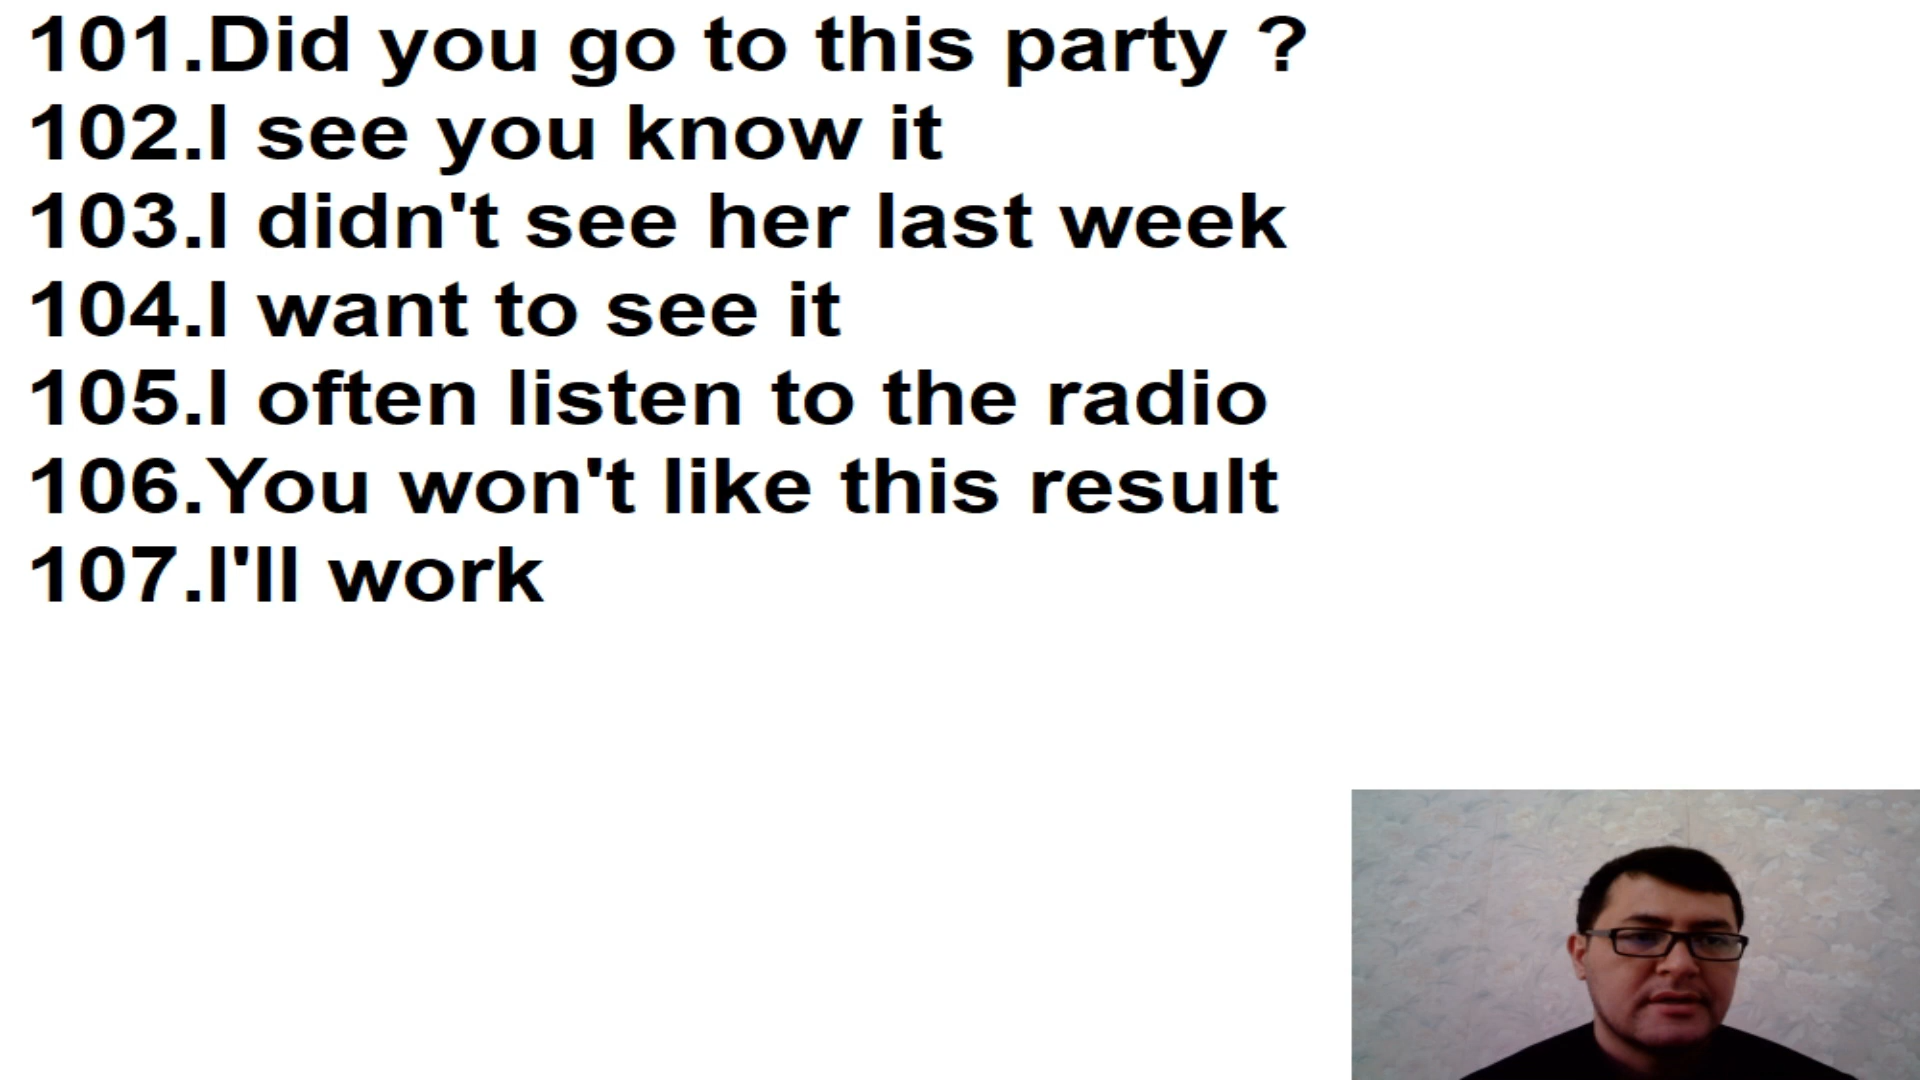 101.Did you go to this party ?
102.I see you know it
103.I didn't see her last week
104.I want to see it
105.I often listen to the radio
106.You won't like this result
107.I'll work